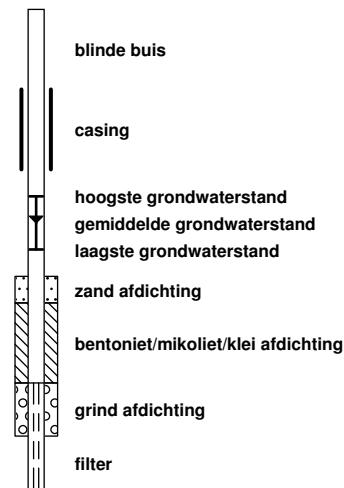 blinde buis
casing
hoogste grondwaterstand
gemiddelde grondwaterstand
laagste grondwaterstand
zand afdichting
bentoniet/mikoliet/klei afdichting
grind afdichting
filter